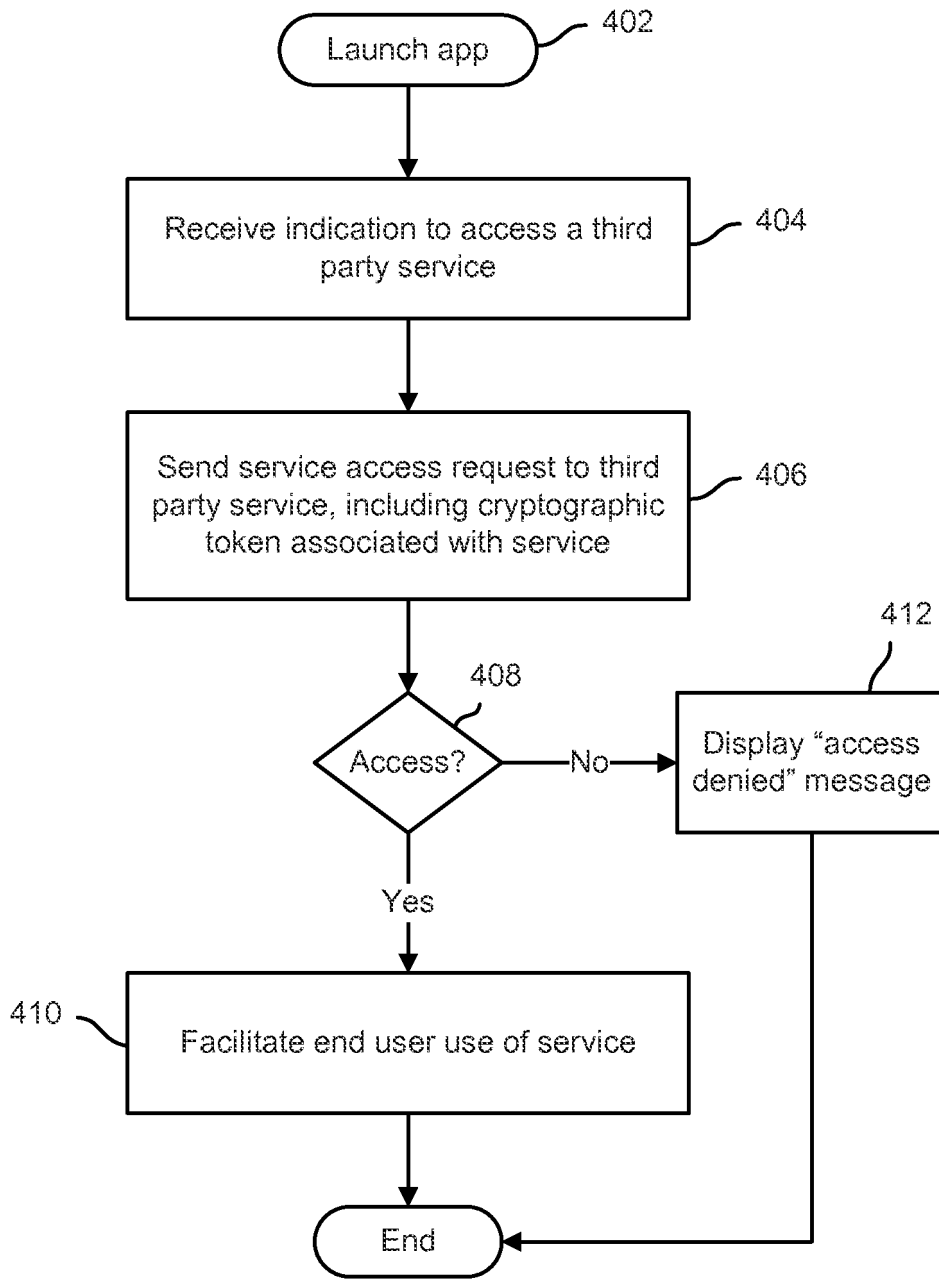 Launch app
402
Receive indication to access a third
party service
404
Send service access request to third
party service, including cryptographic
token associated with service
406
408
Access?
No
412
Display “access
denied” message
Yes
410
Facilitate end user use of service
End